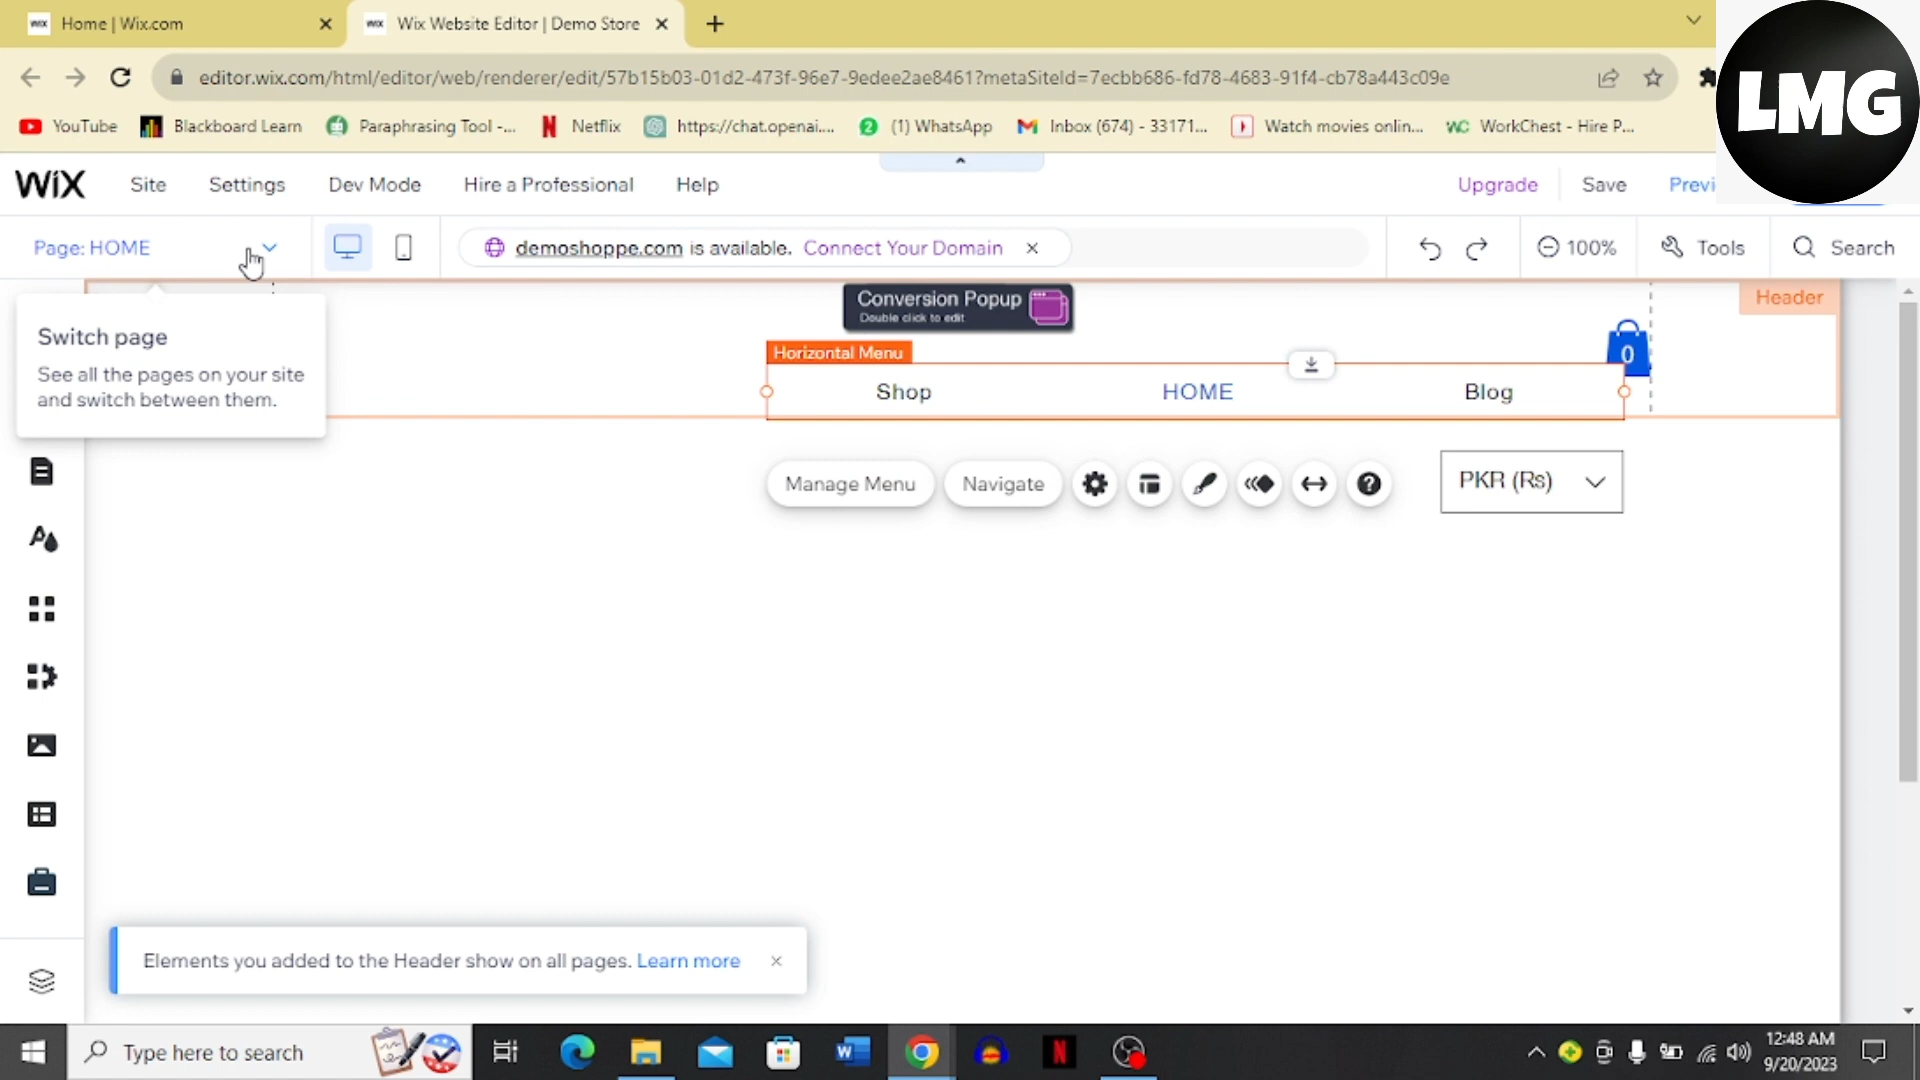 Home | Wix.com
Wix Website Editor | Demo Store
LMG
editor.wix.com/html/editor/web/renderer/edit/57b15b03-01d2-473f-96e7-9edee2ae8461?metaSiteId=7ecbb686-fd78-4683-91f4-cb78a443c09e
YouTube
Blackboard Learn
Paraphrasing Tool -...
Netflix
https://chat.openai....
(1) WhatsApp
Inbox (674) - 33171...
Watch movies onlin...
WorkChest - Hire P...
WiX
Site
Settings
Dev Mode
Hire a Professional
Help
Upgrade
Save
Previ
Page: HOME
demoshoppe.com is available. Connect Your Domain
100%
Tools
Search
Switch page
See all the pages on your site
and switch between them.
Conversion Popup
Double click to edit
Header
Horizontal Menu
0
Shop
HOME
Blog
Manage Menu
Navigate
PKR (Rs)
Elements you added to the Header show on all pages. Learn more
Type here to search
12:48 AM
9/20/2023